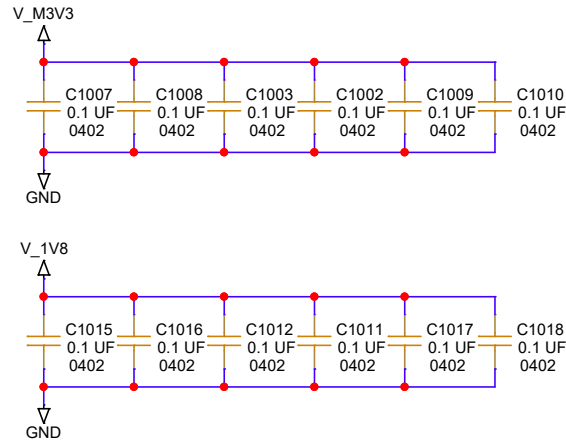 V_M3V3
C1007 C1008 C1003 C1002 C1009 C1010
0.1 UF 0.1 UF 0.1 UF 0.1 UF 0.1 UF 0.1 UF
0402 0402 0402 0402 0402 0402
GND
V_1V8
C1015 C1016 C1012 C1011 C1017 C1018
0.1 UF 0.1 UF 0.1 UF 0.1 UF 0.1 UF 0.1 UF
0402 0402 0402 0402 0402 0402
GND